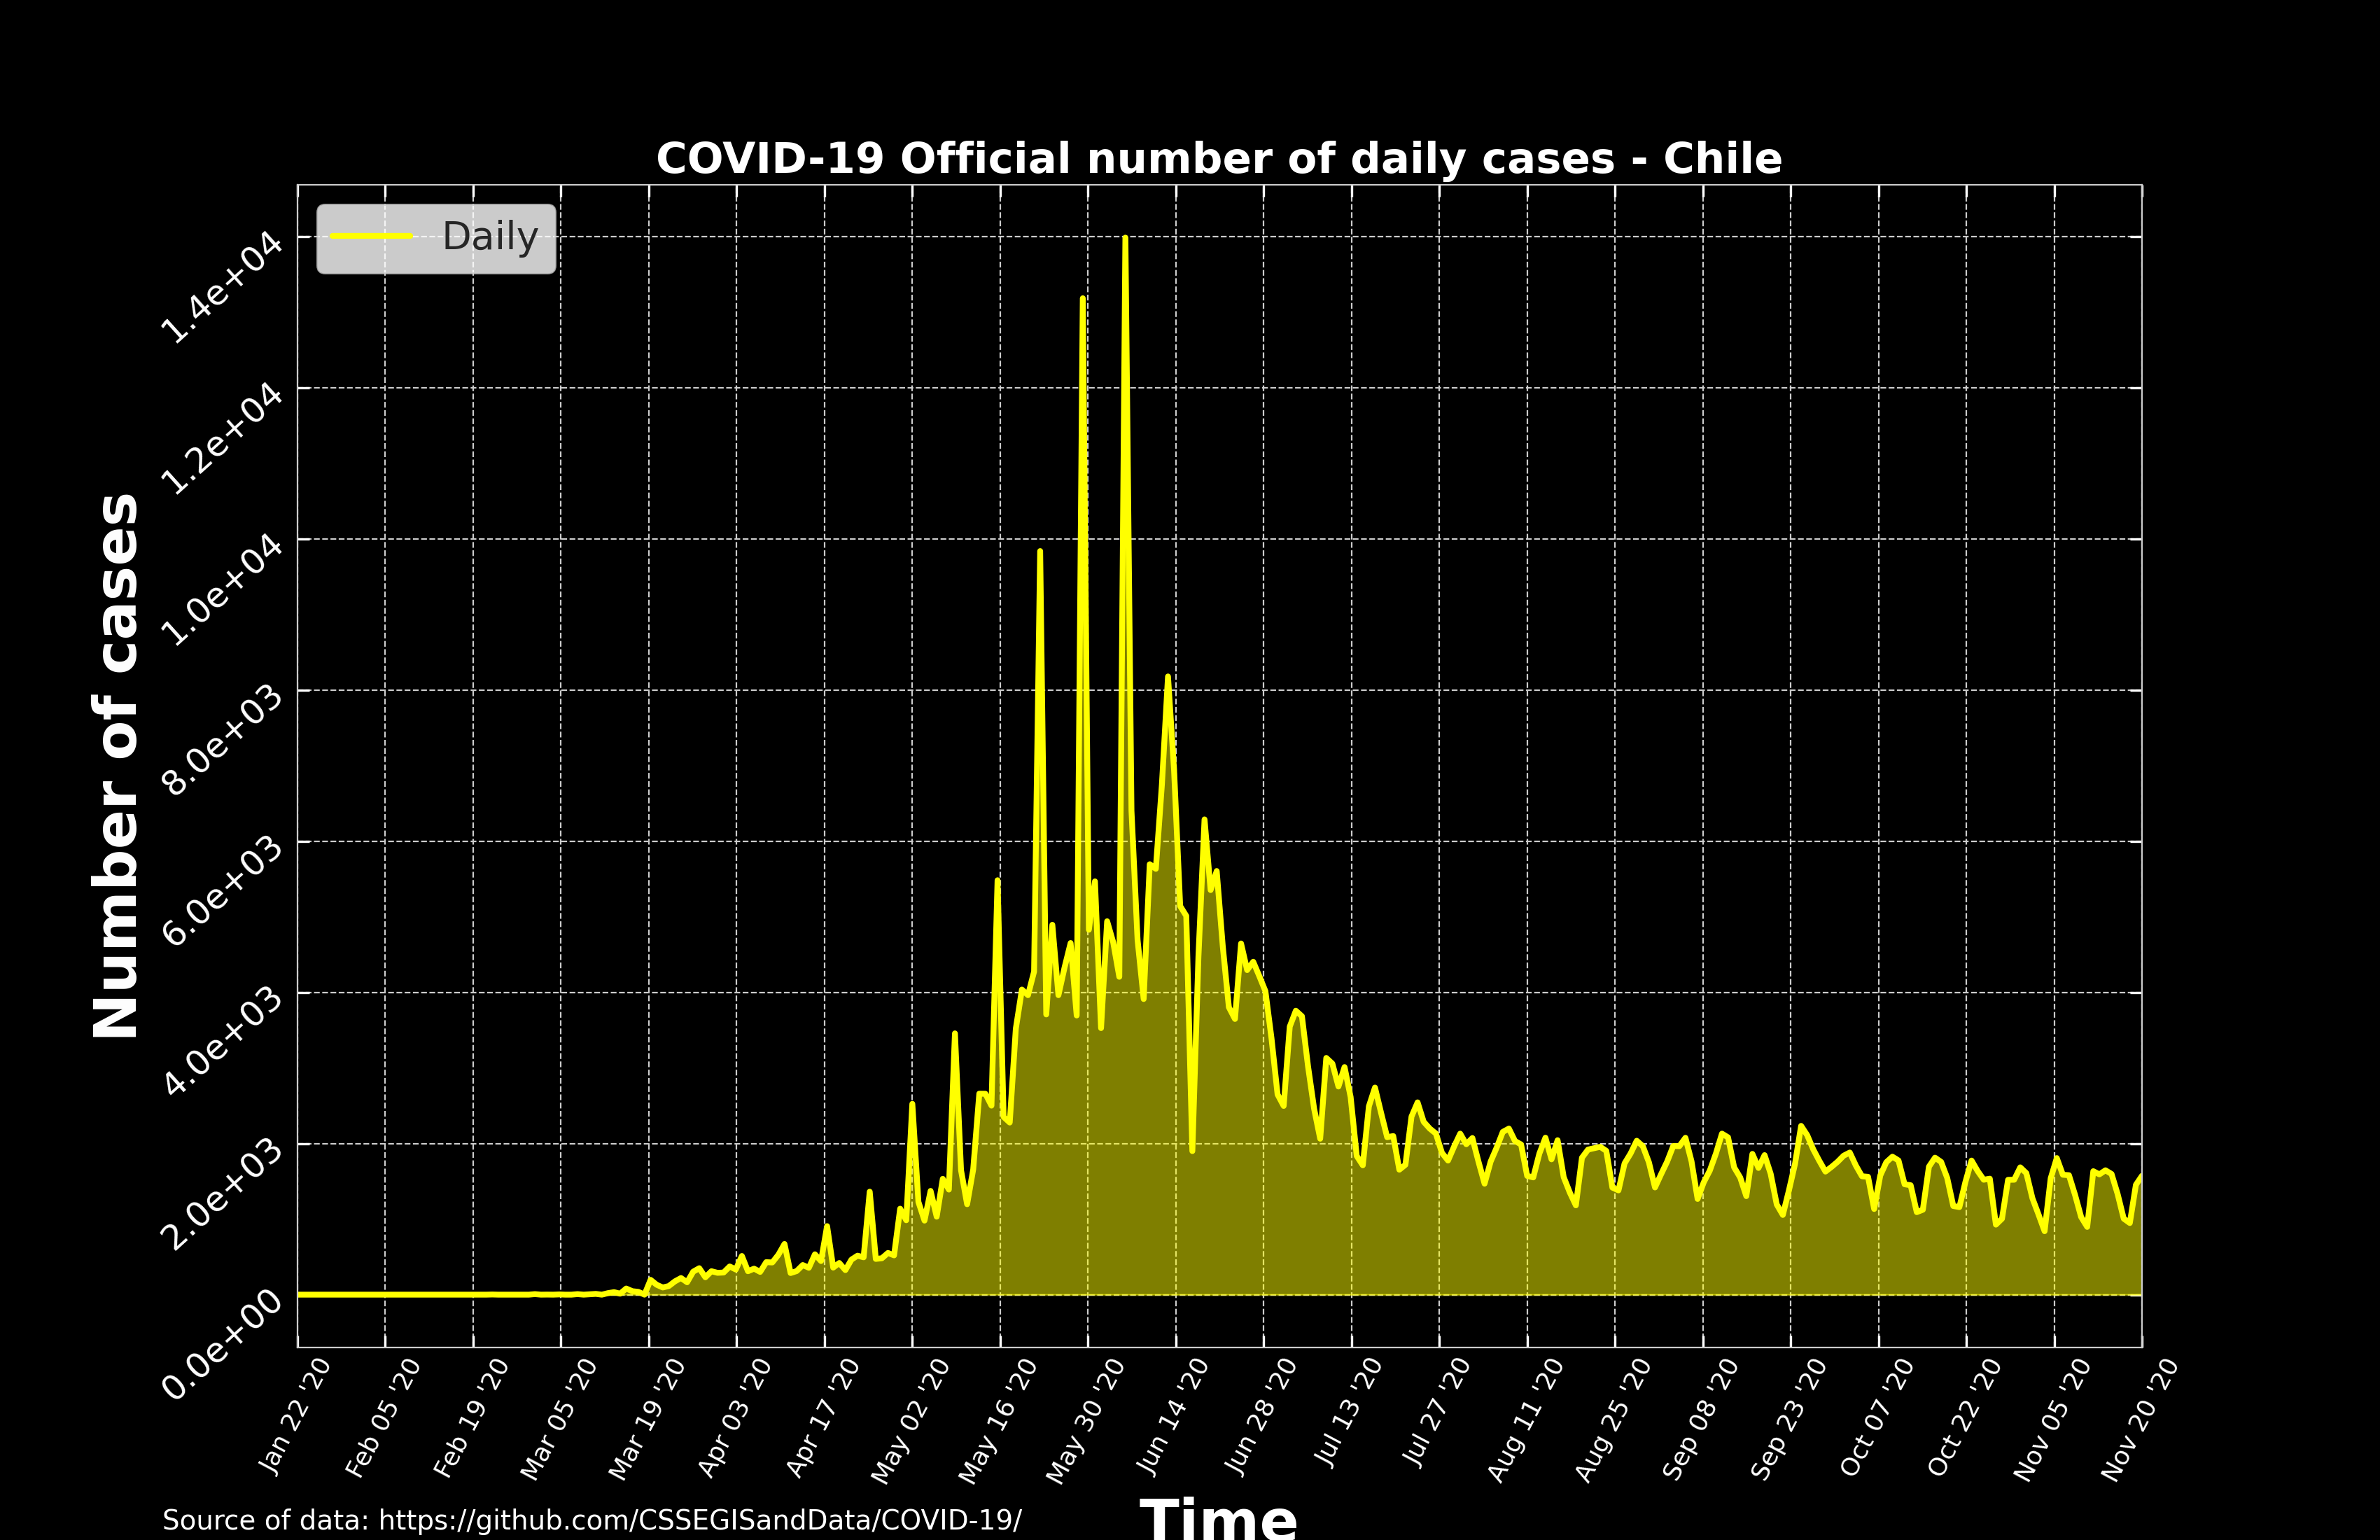 COVID-19 Official number of daily cases - Chile
Daily
Number of cases
1.4e+04
1.2e+04
1.0e+04
8.0e+03
6.0e+03
4.0e+03
2.0e+03
0.0e+00
Jan 22 '20
Feb 05 '20
Feb 19 '20
Mar 05 '20
Mar 19 '20
Apr 03 '20
Apr 17 '20
May 02 '20
May 16 '20
May 30 '20
Jun 14 '20
Jun 28 '20
Jul 13 '20
Jul 27 '20
Aug 11 '20
Aug 25 '20
Sep 08 '20
Sep 23 '20
Oct 07 '20
Oct 22 '20
Nov 05 '20
Nov 20 '20
Time
Source of data: https://github.com/CSSEGISandData/COVID-19/